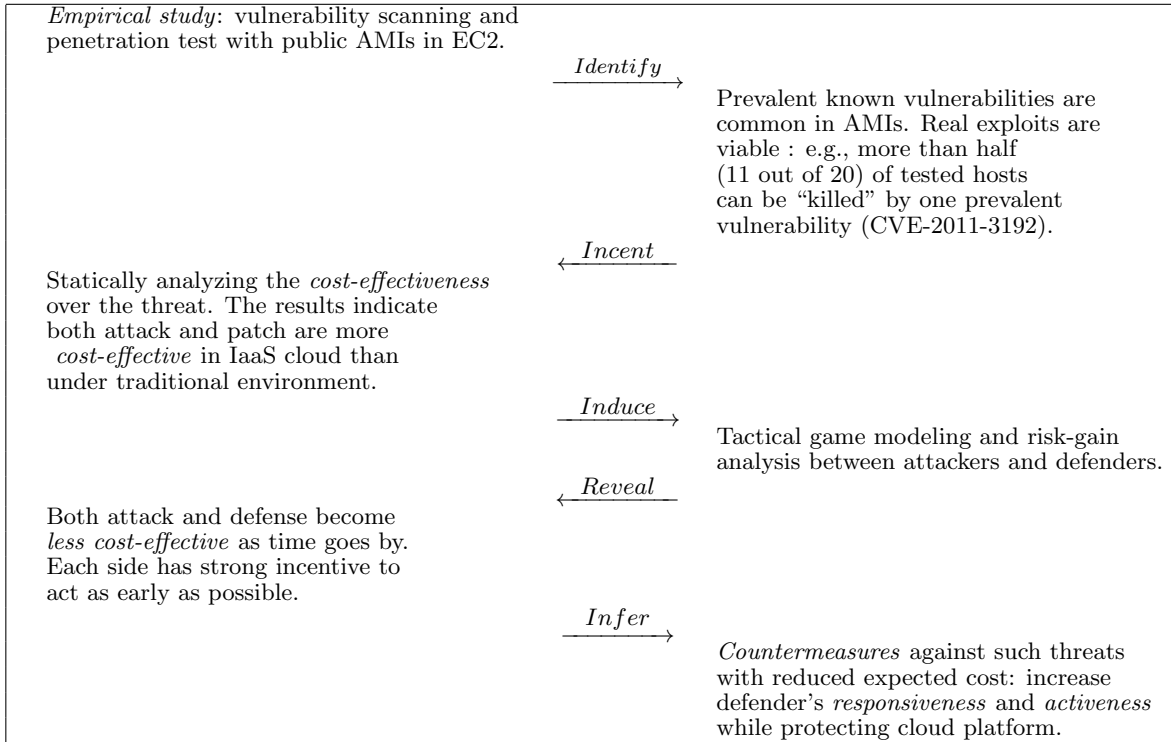 Empirical study: vulnerability scanning and
penetration test with public AMIs in EC2.
Identify
Prevalent known vulnerabilities are
common in AMIs. Real exploits are
viable : e.g., more than half
(11 out of 20) of tested hosts
can be “killed” by one prevalent
vulnerability (CVE-2011-3192).
Incent
Statically analyzing the cost-effectiveness
over the threat. The results indicate
both attack and patch are more
cost-effective in IaaS cloud than
under traditional environment.
Induce
Tactical game modeling and risk-gain
analysis between attackers and defenders.
Reveal
Both attack and defense become
less cost-effective as time goes by.
Each side has strong incentive to
act as early as possible.
Infer
Countermeasures against such threats
with reduced expected cost: increase
defender's responsiveness and activeness
while protecting cloud platform.